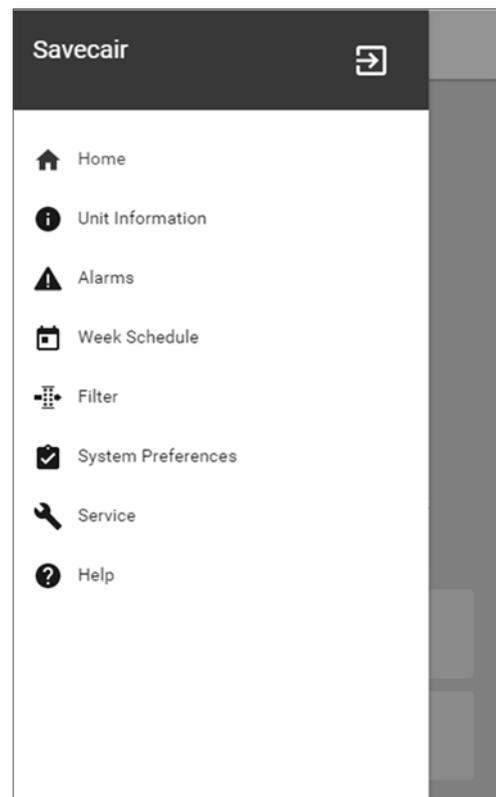 Savecair
Home
Unit Information
Alarms
Week Schedule
Filter
System Preferences
Service
Help